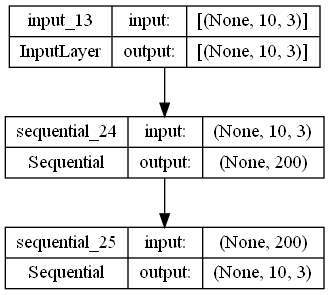 input_13 input: [(None, 10, 3)]
InputLayer output: [(None, 10, 3)]
sequential_24 input: (None, 10, 3)
Sequential output: (None, 200)
sequential_25 input: (None, 200)
Sequential output: (None, 10, 3)